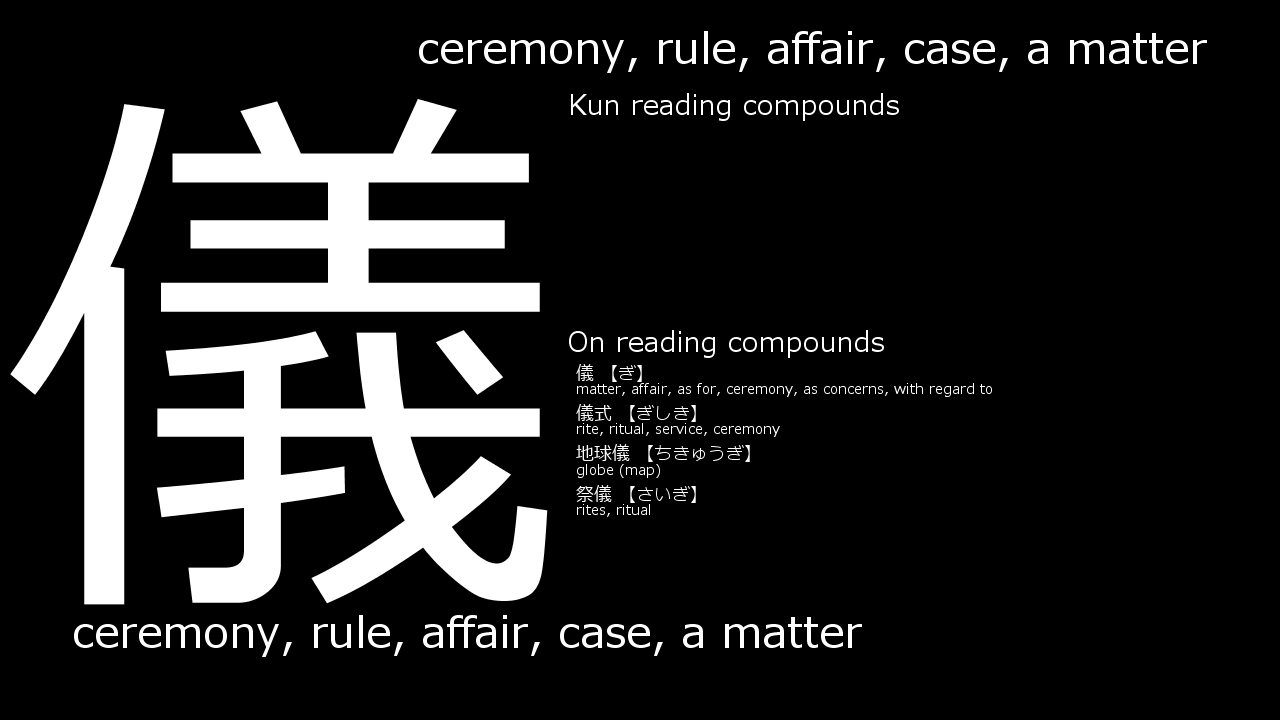 ceremony, rule, affair, case, a matter
儀
Kun reading compounds
On reading compounds
儀 【ぎ】
matter, affair, as for, ceremony, as concerns, with regard to
儀式 【ぎしき】
rite, ritual, service, ceremony
地球儀 【ちきゅうぎ】
globe (map)
祭儀 【さいぎ】
rites, ritual
ceremony, rule, affair, case, a matter